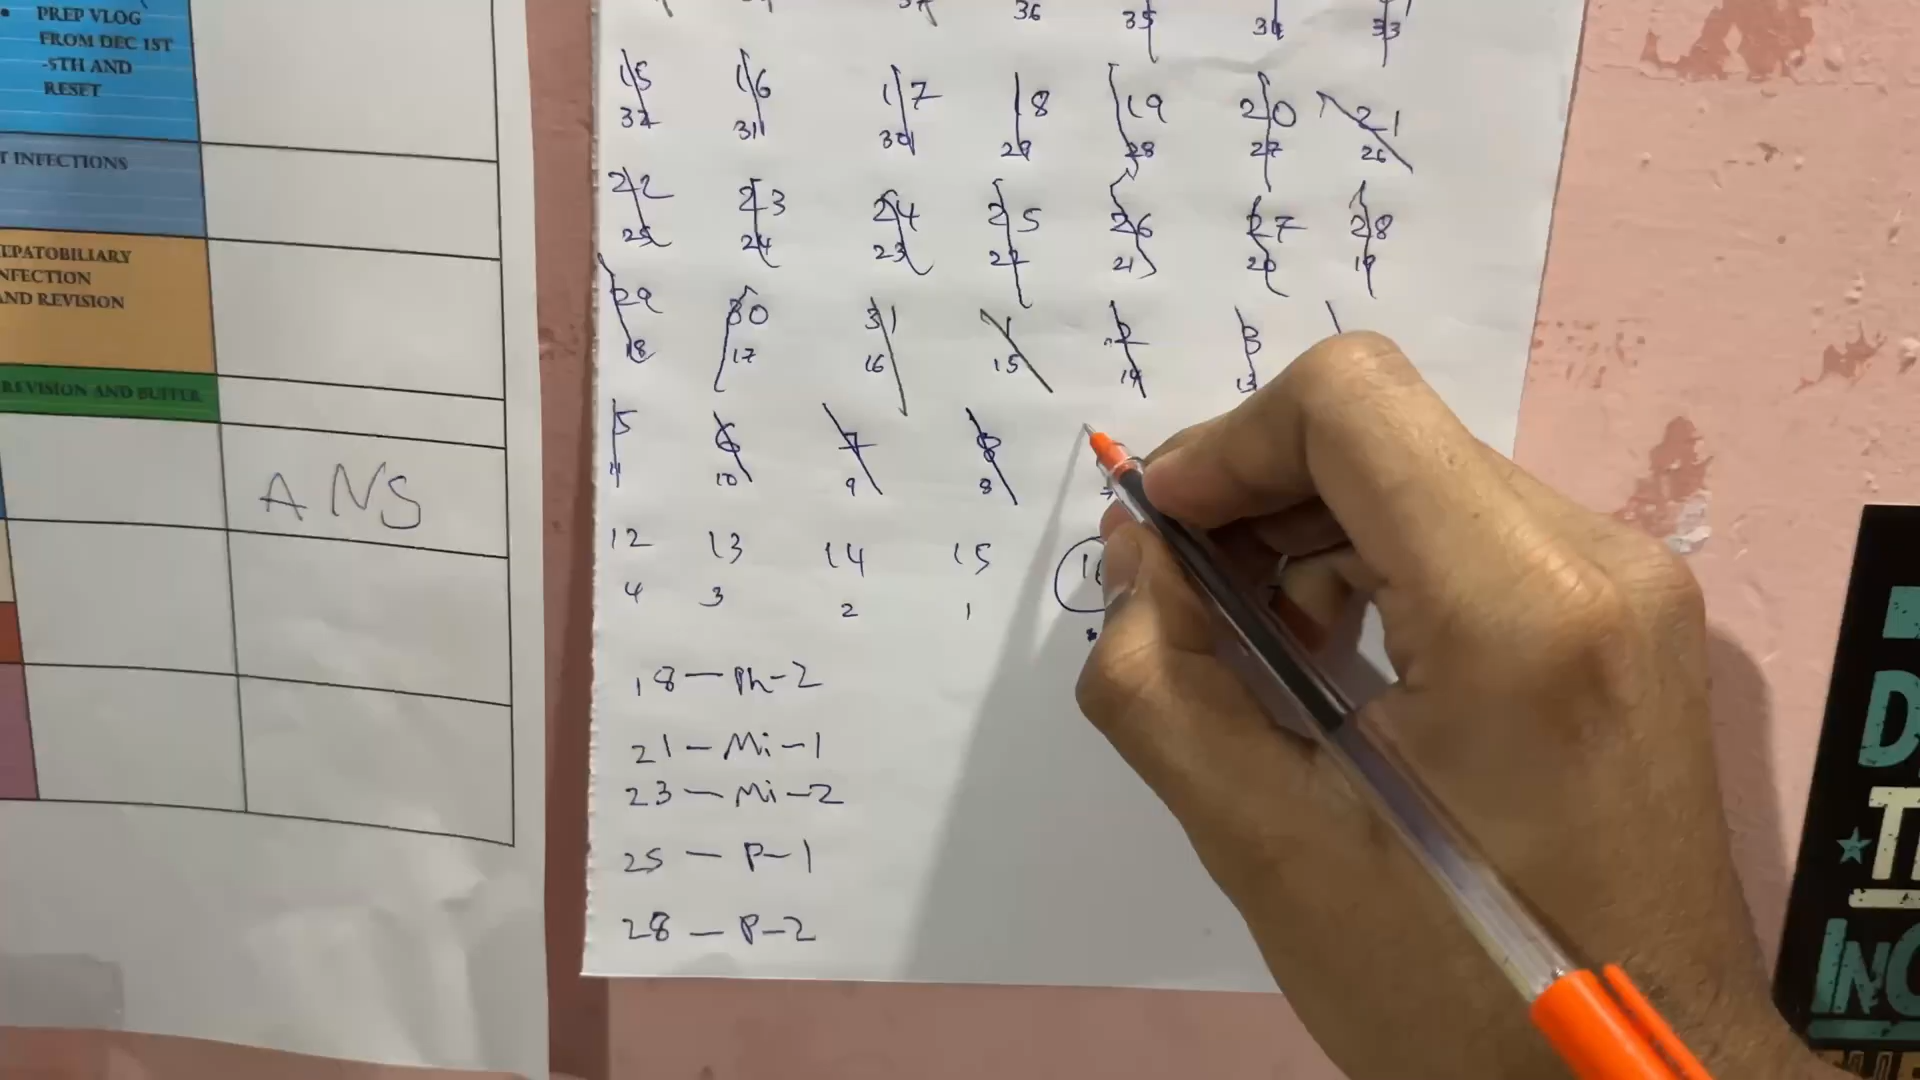 PREP VLOG
FROM DEC 1ST
-5TH AND
RESET
T INFECTIONS
EPATOBILIARY
NFECTION
AND REVISION
REVISION AND BUFFER
ANS
36 35 34 33
15 16 17 18 19 20 21
32 31 30 29 28 27 26
22 23 24 25 26 27 28
25 24 23 22 21 20 19
29 30 31 1 2 3
18 17 16 15 14 13
5 6 7 8
11 10 9 8 7
12 13 14 15 16
4 3 2 1
18 - Ph-2
21 - Mi-1
23 - Mi-2
25 - P-1
28 - P-2